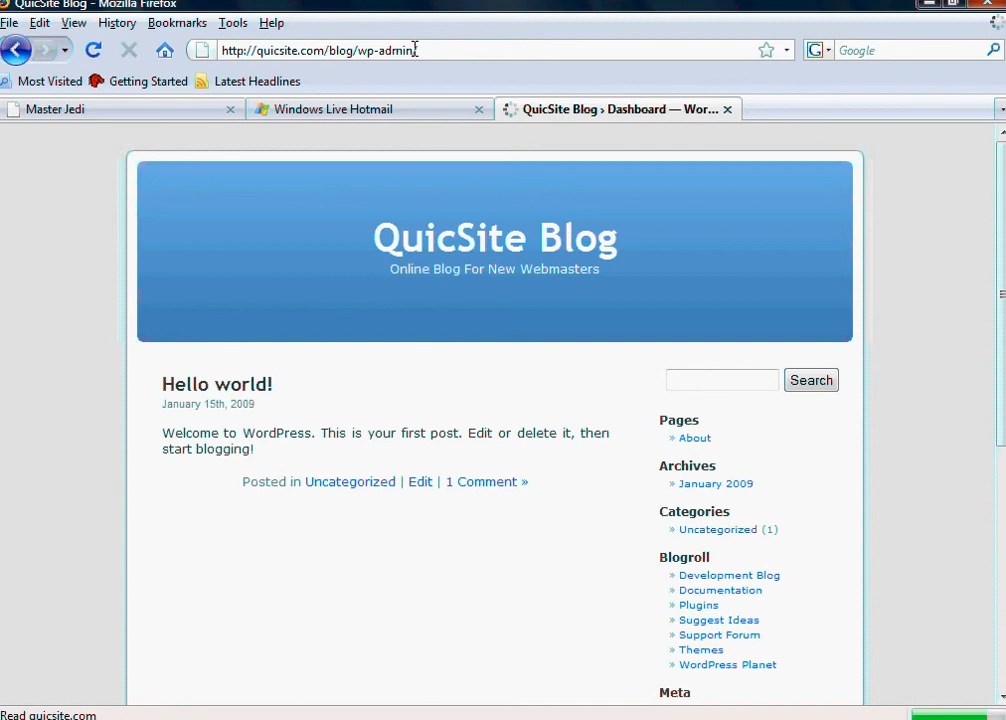 QuicSite Blog - Mozilla Firefox
File Edit View History Bookmarks Tools Help
http://quicsite.com/blog/wp-admin
G Google
Most Visited Getting Started Latest Headlines
Master Jedi Windows Live Hotmail QuicSite Blog › Dashboard — Wor...
QuicSite Blog
Online Blog For New Webmasters
Hello world!
January 15th, 2009
Welcome to WordPress. This is your first post. Edit or delete it, then
start blogging!
Posted in Uncategorized | Edit | 1 Comment »
Search
Pages
» About
Archives
» January 2009
Categories
» Uncategorized (1)
Blogroll
» Development Blog
» Documentation
» Plugins
» Suggest Ideas
» Support Forum
» Themes
» WordPress Planet
Meta
Read quicsite.com